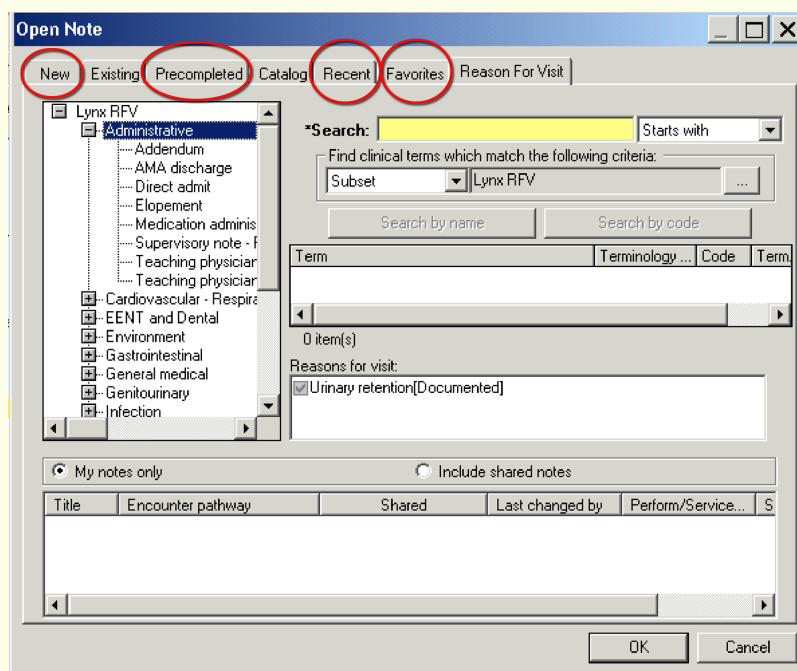 Open Note
New Existing Precompleted Catalog Recent Favorites Reason For Visit
Lynx RFV
Administrative
Addendum
AMA discharge
Direct admit
Elopement
Medication adminis
Supervisory note - F
Teaching physician
Teaching physician
Cardiovascular - Respira
EENT and Dental
Environment
Gastrointestinal
General medical
Genitourinary
Infection
*Search: Starts with
Find clinical terms which match the following criteria:
Subset Lynx RFV ...
Search by name Search by code
Term Terminology ... Code Term.
0 item(s)
Reasons for visit:
Urinary retention[Documented]
My notes only Include shared notes
Title Encounter pathway Shared Last changed by Perform/Service... S
OK Cancel